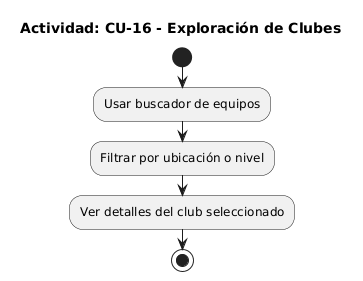 Actividad: CU-16 - Exploración de Clubes
Usar buscador de equipos
Filtrar por ubicación o nivel
Ver detalles del club seleccionado